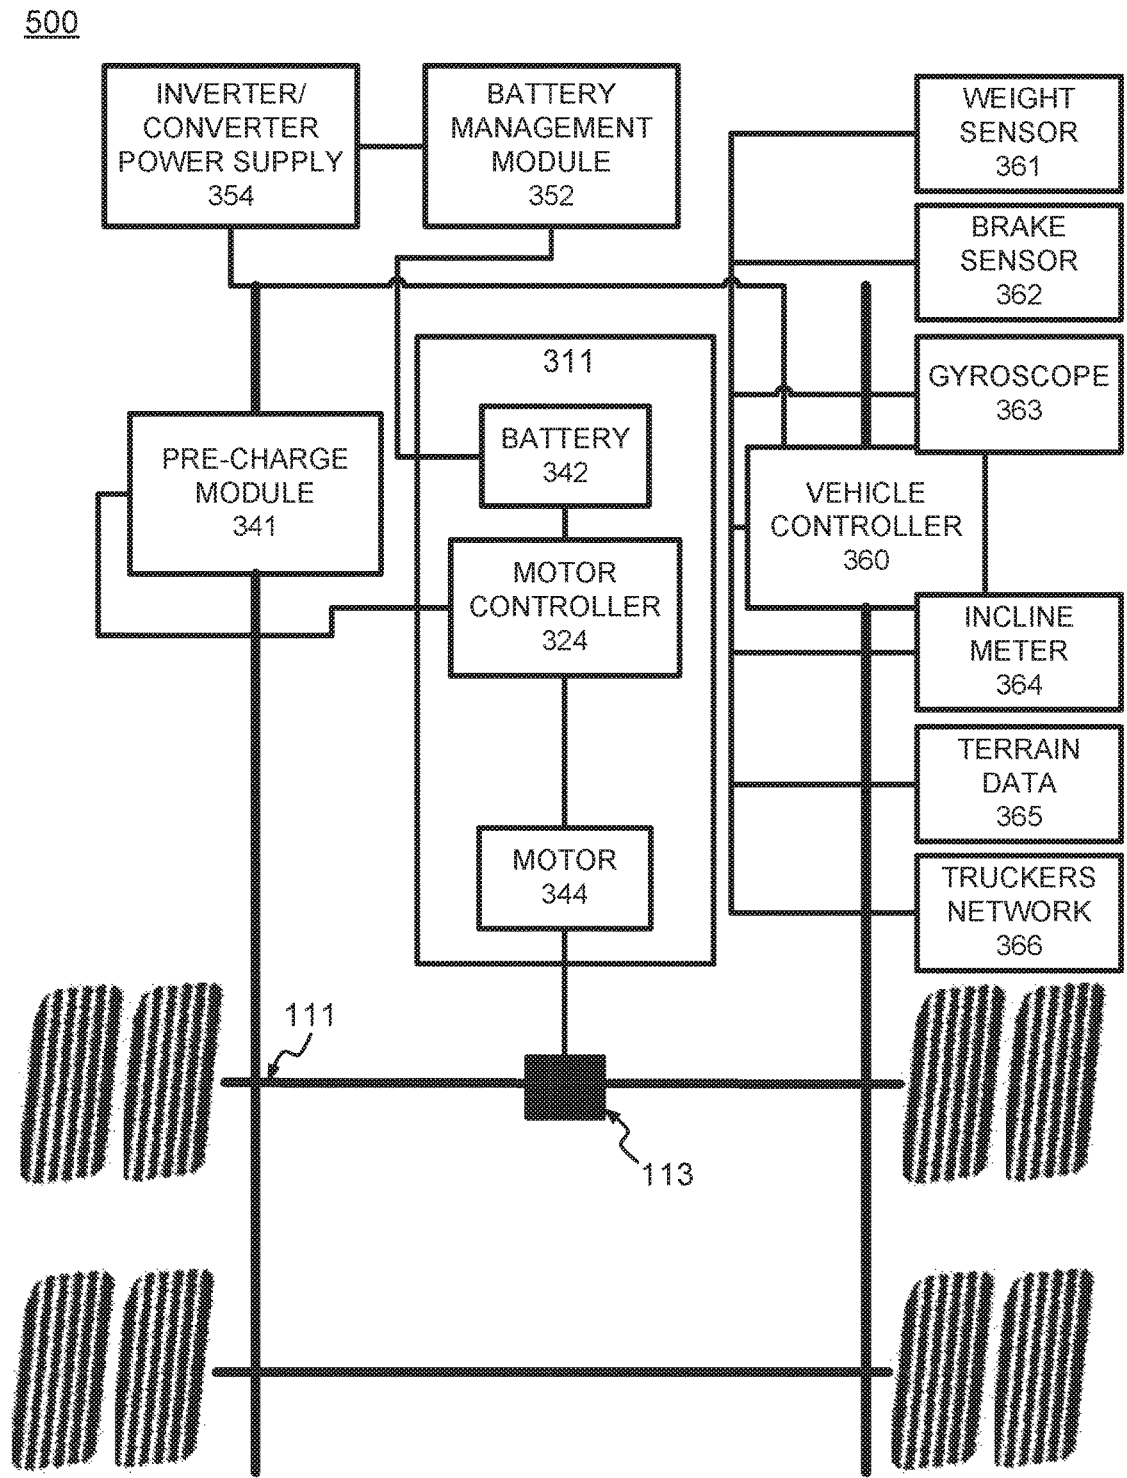 500
INVERTER/
CONVERTER
POWER SUPPLY
354
BATTERY
MANAGEMENT
MODULE
352
WEIGHT
SENSOR
361
BRAKE
SENSOR
362
311
GYROSCOPE
363
BATTERY
342
PRE-CHARGE
MODULE
341
VEHICLE
CONTROLLER
360
MOTOR
CONTROLLER
324
INCLINE
METER
364
TERRAIN
DATA
365
MOTOR
344
TRUCKERS
NETWORK
366
111
113